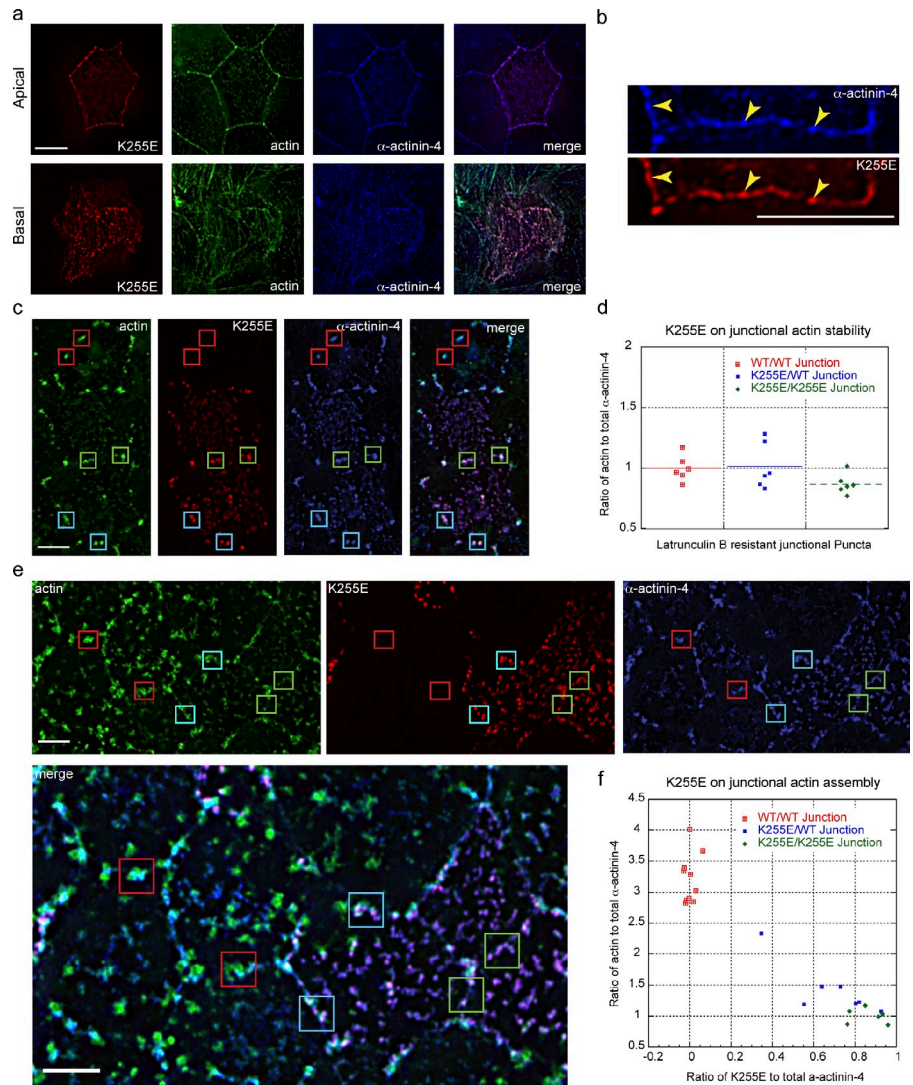 a
Apical
K255E
actin
α-actinin-4
merge
Basal
K255E
actin
α-actinin-4
merge
b
α-actinin-4
K255E
c
actin
K255E
α-actinin-4
merge
d
K255E on junctional actin stability
Ratio of actin to total α-actinin-4
2
1.5
1
0.5
WT/WT Junction
K255E/WT Junction
K255E/K255E Junction
Latrunculin B resistant junctional Puncta
e
actin
K255E
α-actinin-4
merge
f
K255E on junctional actin assembly
Ratio of actin to total α-actinin-4
4.5
4
3.5
3
2.5
2
1.5
1
0.5
WT/WT Junction
K255E/WT Junction
K255E/K255E Junction
-0.2 0 0.2 0.4 0.6 0.8 1
Ratio of K255E to total a-actinin-4